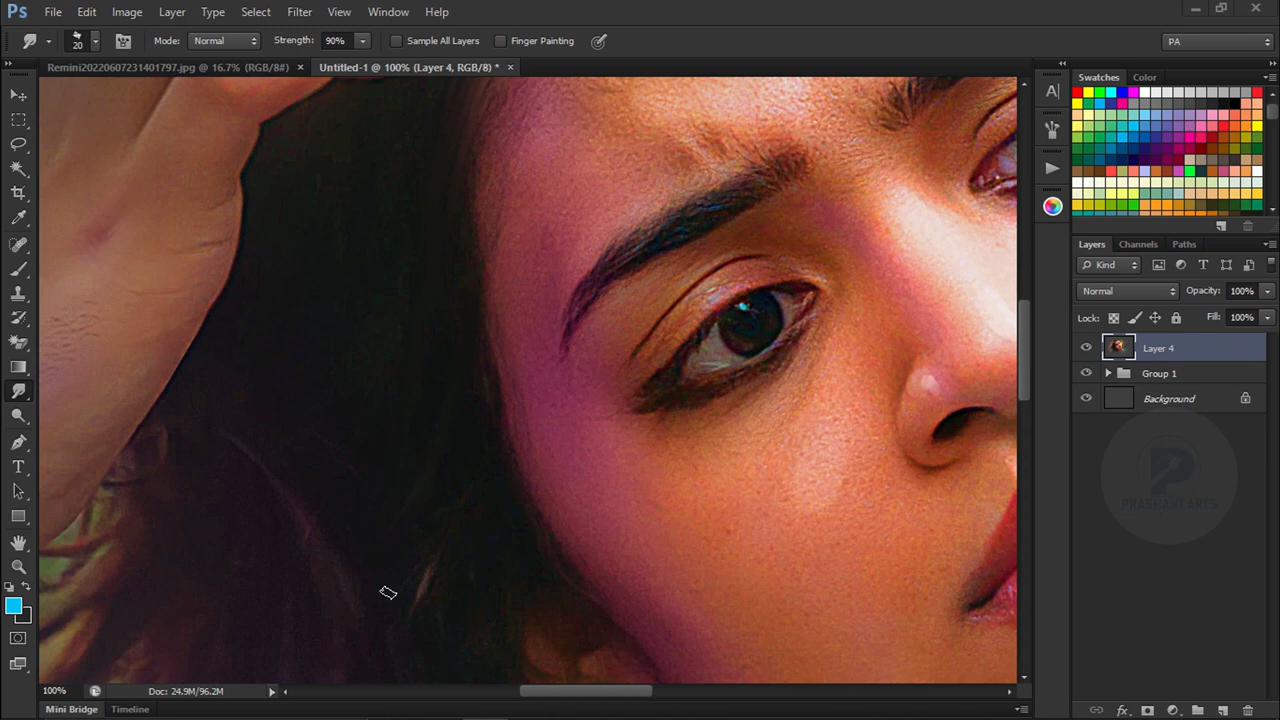 Ps File Edit Image Layer Type Select Filter View Window Help
20 Mode: Normal Strength: 90% Sample All Layers Finger Painting PA
Remini20220607231401797.jpg @ 16.7% (RGB/8#) × Untitled-1 @ 100% (Layer 4, RGB/8) * ×
Swatches Color
Layers Channels Paths
Kind
Normal Opacity: 100%
Lock: Fill: 100%
Layer 4
Group 1
Background
PRASHANT ARTS
100% Doc: 24.9M/96.2M
Mini Bridge Timeline